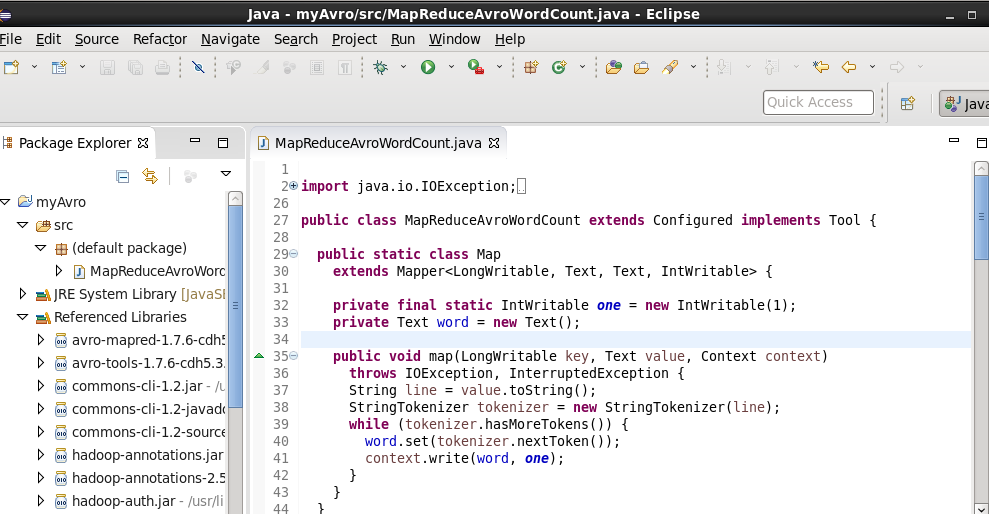 Java - myAvro/src/MapReduceAvroWordCount.java - Eclipse
File Edit Source Refactor Navigate Search Project Run Window Help
Quick Access
Java
Package Explorer
myAvro
src
(default package)
MapReduceAvroWord
JRE System Library [JavaSE
Referenced Libraries
avro-mapred-1.7.6-cdh5
avro-tools-1.7.6-cdh5.3.
commons-cli-1.2.jar - /u
commons-cli-1.2-javado
commons-cli-1.2-source
hadoop-annotations.jar
hadoop-annotations-2.5
hadoop-auth.jar - /usr/li
MapReduceAvroWordCount.java
1
2 import java.io.IOException;
26
27 public class MapReduceAvroWordCount extends Configured implements Tool {
28
29 public static class Map
30 extends Mapper<LongWritable, Text, Text, IntWritable> {
31
32 private final static IntWritable one = new IntWritable(1);
33 private Text word = new Text();
34
35 public void map(LongWritable key, Text value, Context context)
36 throws IOException, InterruptedException {
37 String line = value.toString();
38 StringTokenizer tokenizer = new StringTokenizer(line);
39 while (tokenizer.hasMoreTokens()) {
40 word.set(tokenizer.nextToken());
41 context.write(word, one);
42 }
43 }
44 }